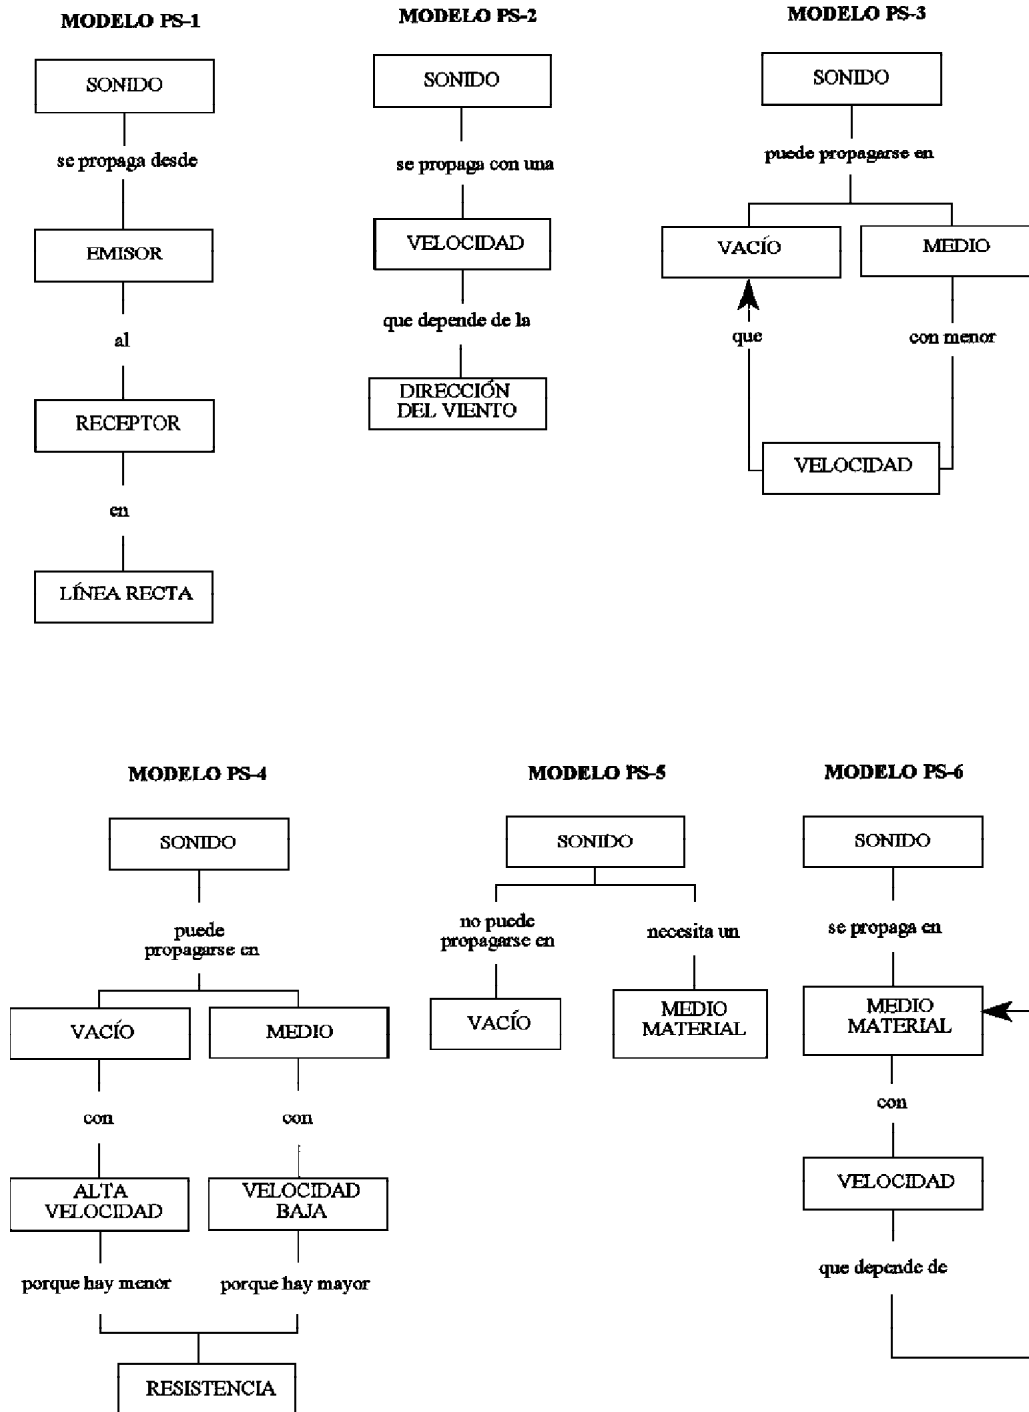 MODELO PS-1
SONIDO
se propaga desde
EMISOR
al
RECEPTOR
en
LÍNEA RECTA
MODELO PS-2
SONIDO
se propaga con una
VELOCIDAD
que depende de la
DIRECCIÓN
DEL VIENTO
MODELO PS-3
SONIDO
puede propagarse en
VACÍO
MEDIO
que
con menor
VELOCIDAD
MODELO PS-4
SONIDO
puede
propagarse en
VACÍO
MEDIO
con
con
ALTA
VELOCIDAD
VELOCIDAD
BAJA
porque hay menor
porque hay mayor
RESISTENCIA
MODELO PS-5
SONIDO
no puede
propagarse en
necesita un
VACÍO
MEDIO
MATERIAL
MODELO PS-6
SONIDO
se propaga en
MEDIO
MATERIAL
con
VELOCIDAD
que depende de